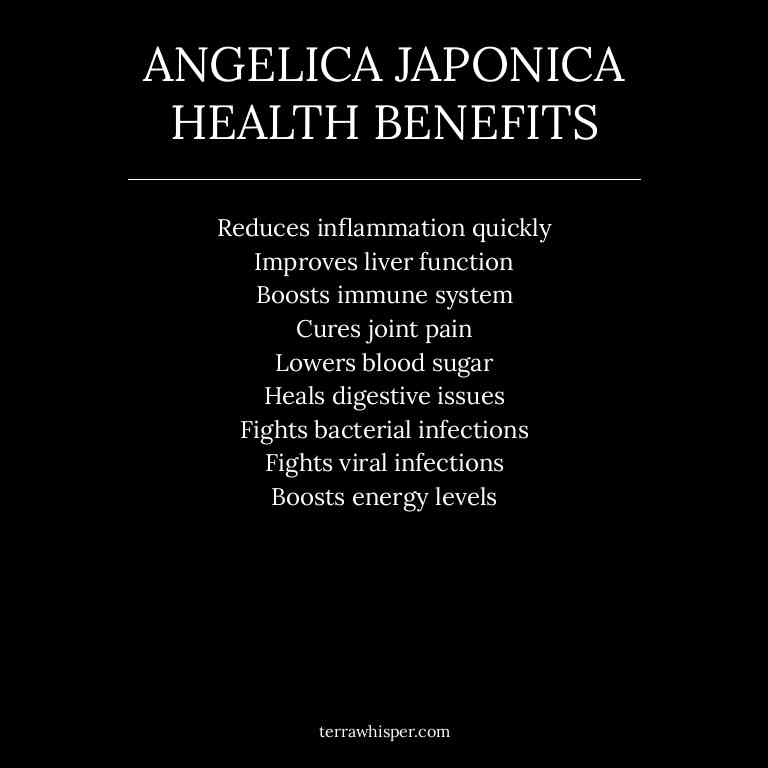 ANGELICA JAPONICA
HEALTH BENEFITS
Reduces inflammation quickly
Improves liver function
Boosts immune system
Cures joint pain
Lowers blood sugar
Heals digestive issues
Fights bacterial infections
Fights viral infections
Boosts energy levels
terrawhisper.com